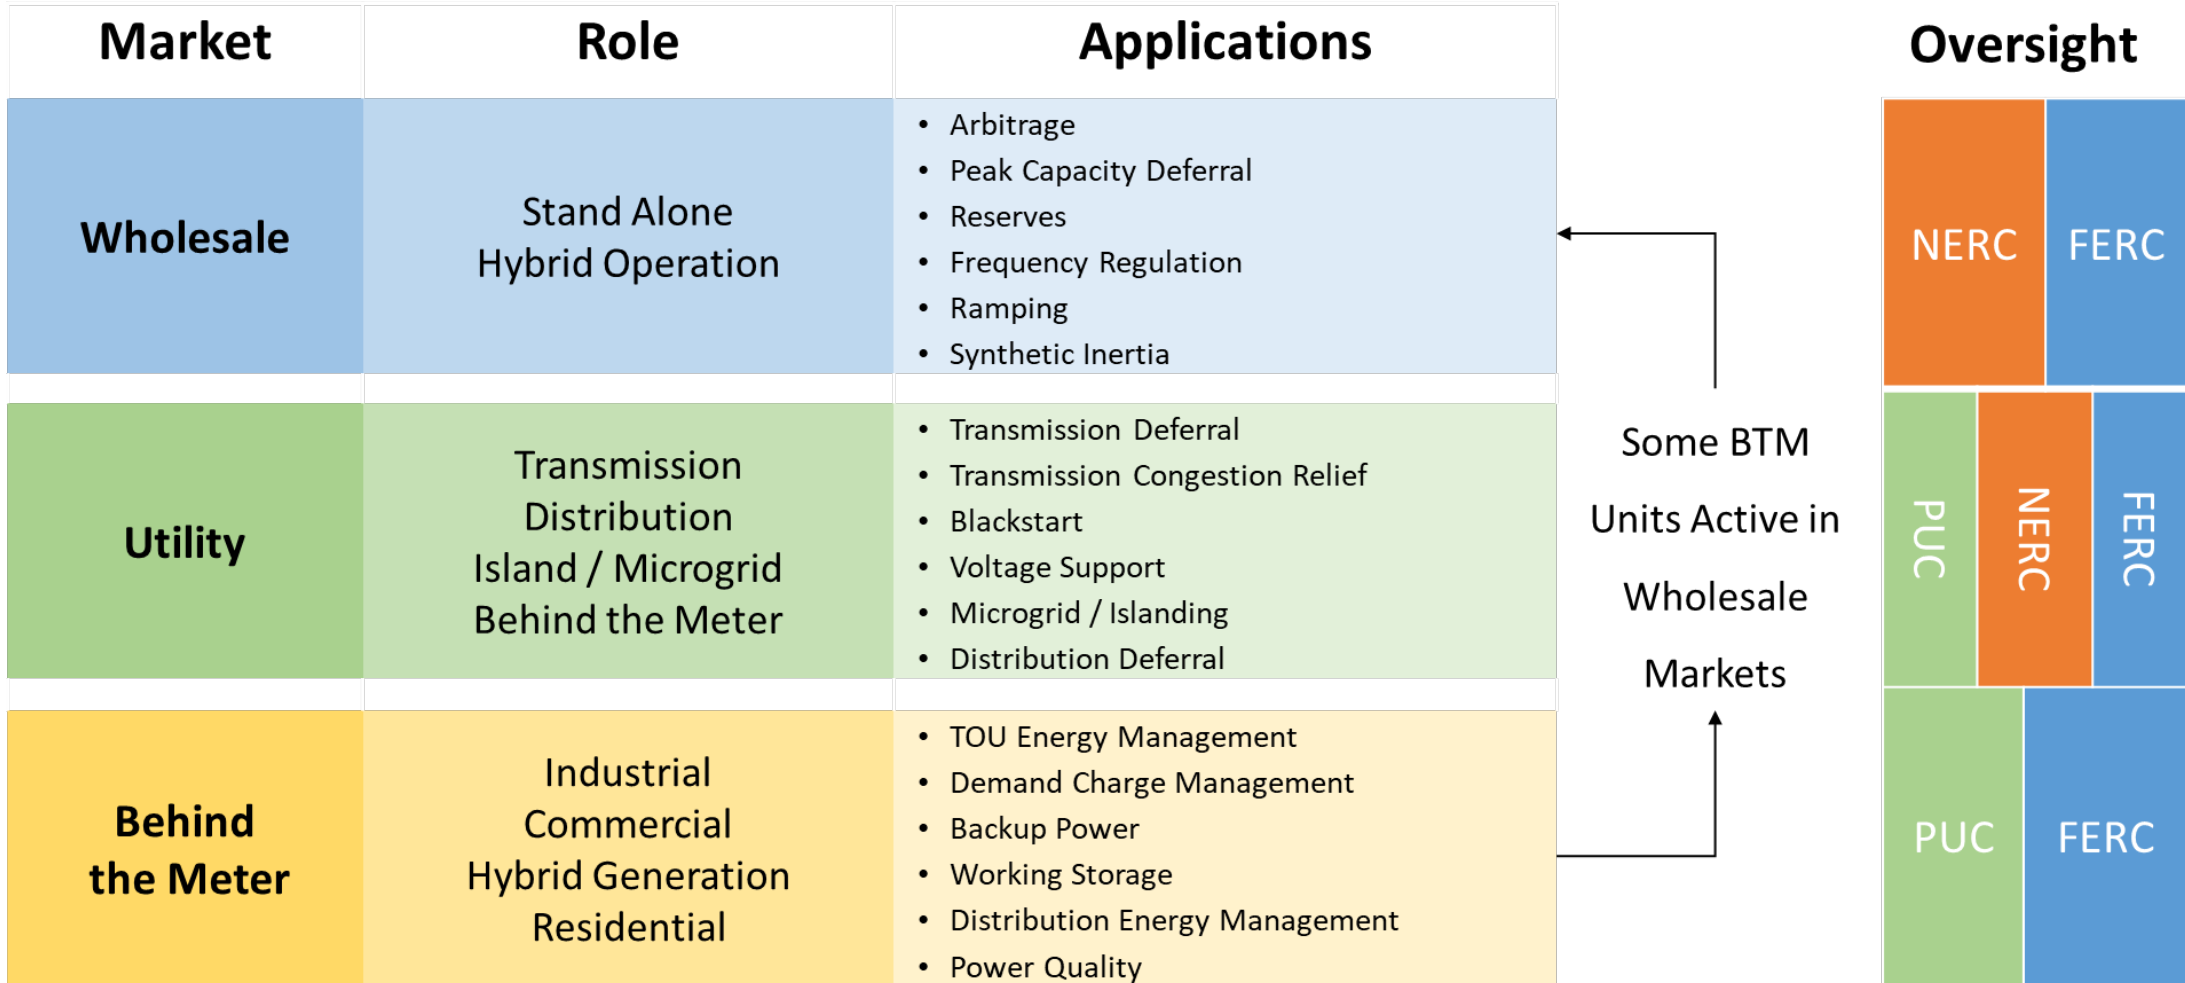 Market
Role
Applications
Oversight
Wholesale
Stand Alone
Hybrid Operation
• Arbitrage
• Peak Capacity Deferral
• Reserves
• Frequency Regulation
• Ramping
• Synthetic Inertia
NERC
FERC
Utility
Transmission
Distribution
Island / Microgrid
Behind the Meter
• Transmission Deferral
• Transmission Congestion Relief
• Blackstart
• Voltage Support
• Microgrid / Islanding
• Distribution Deferral
Some BTM
Units Active in
Wholesale
Markets
PUC
NERC
FERC
Behind
the Meter
Industrial
Commercial
Hybrid Generation
Residential
• TOU Energy Management
• Demand Charge Management
• Backup Power
• Working Storage
• Distribution Energy Management
• Power Quality
PUC
FERC